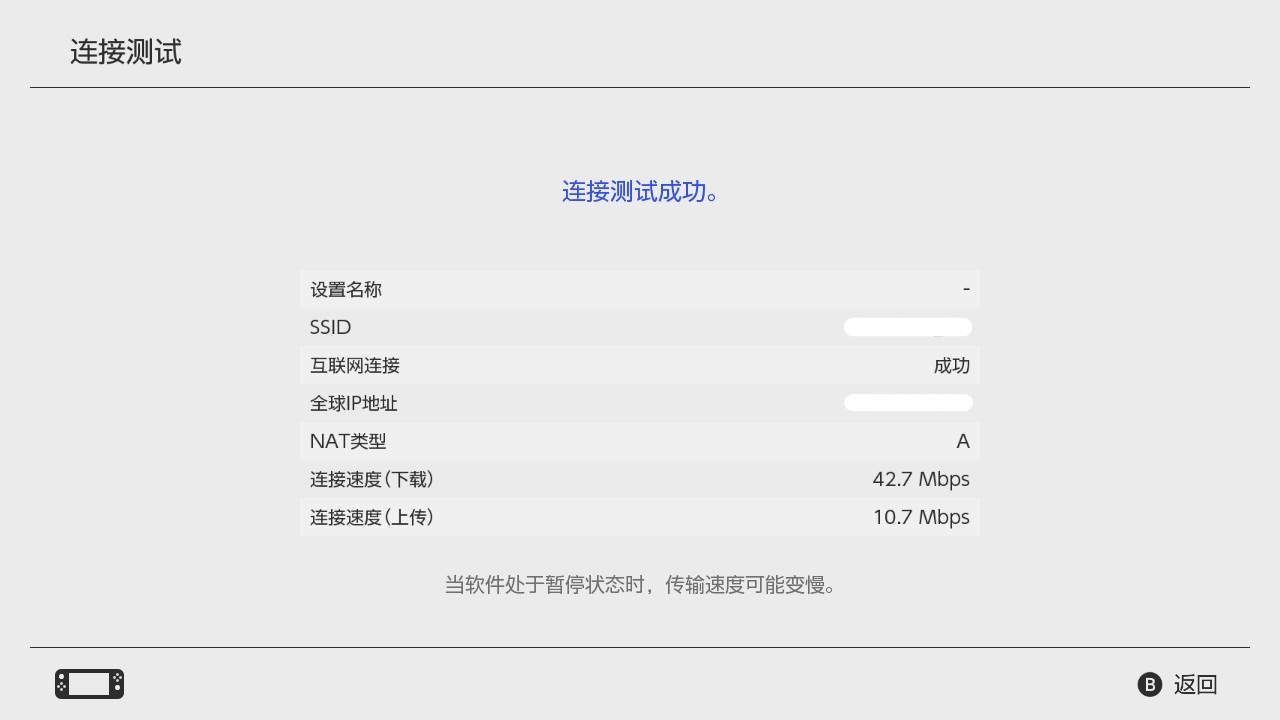 连接测试
连接测试成功。
设置名称 -
SSID
互联网连接 成功
全球IP地址
NAT类型 A
连接速度(下载) 42.7 Mbps
连接速度(上传) 10.7 Mbps
当软件处于暂停状态时，传输速度可能变慢。
B 返回